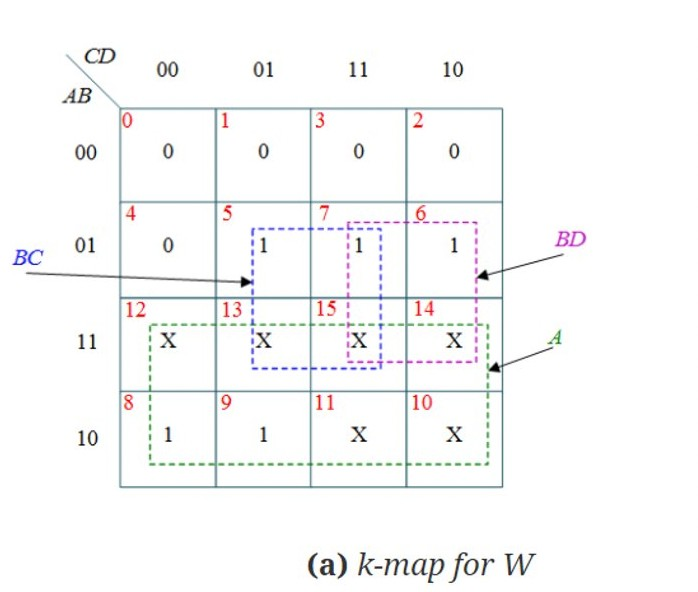 CD
00 01 11 10
AB
0 1 3 2
00 0 0 0 0
4 5 7 6
01 0 1 1 1
BC BD
12 13 15 14
11 X X X X
A
8 9 11 10
10 1 1 X X
(a) k-map for W